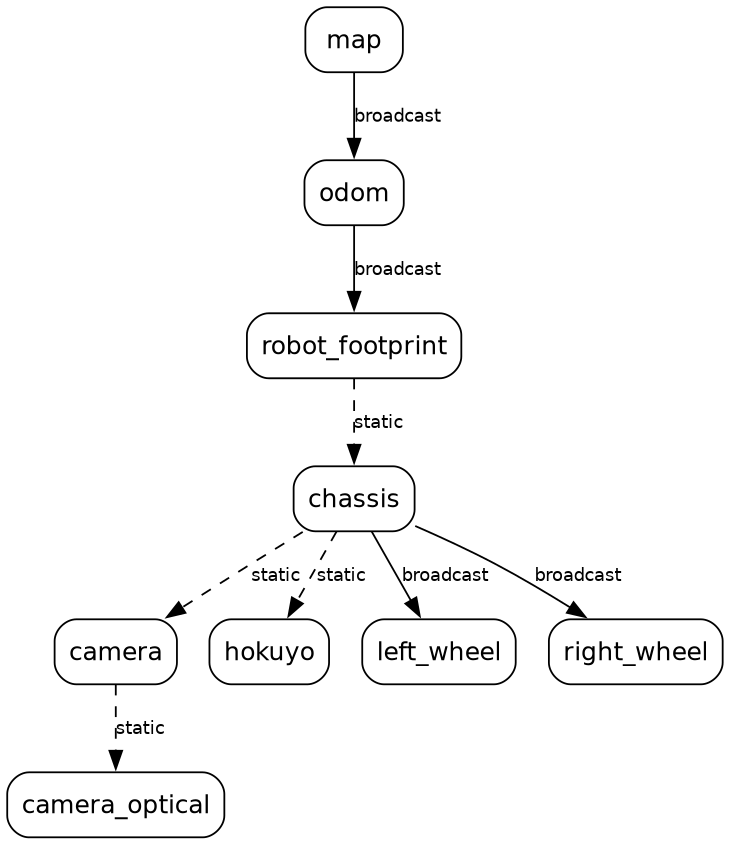 map
broadcast
odom
broadcast
robot_footprint
static
chassis
static
static
broadcast
broadcast
camera
hokuyo
left_wheel
right_wheel
static
camera_optical